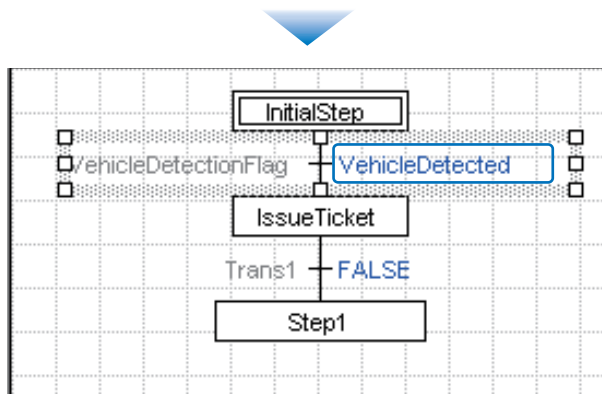 InitialStep
VehicleDetectionFlag VehicleDetected
IssueTicket
Trans1 FALSE
Step1